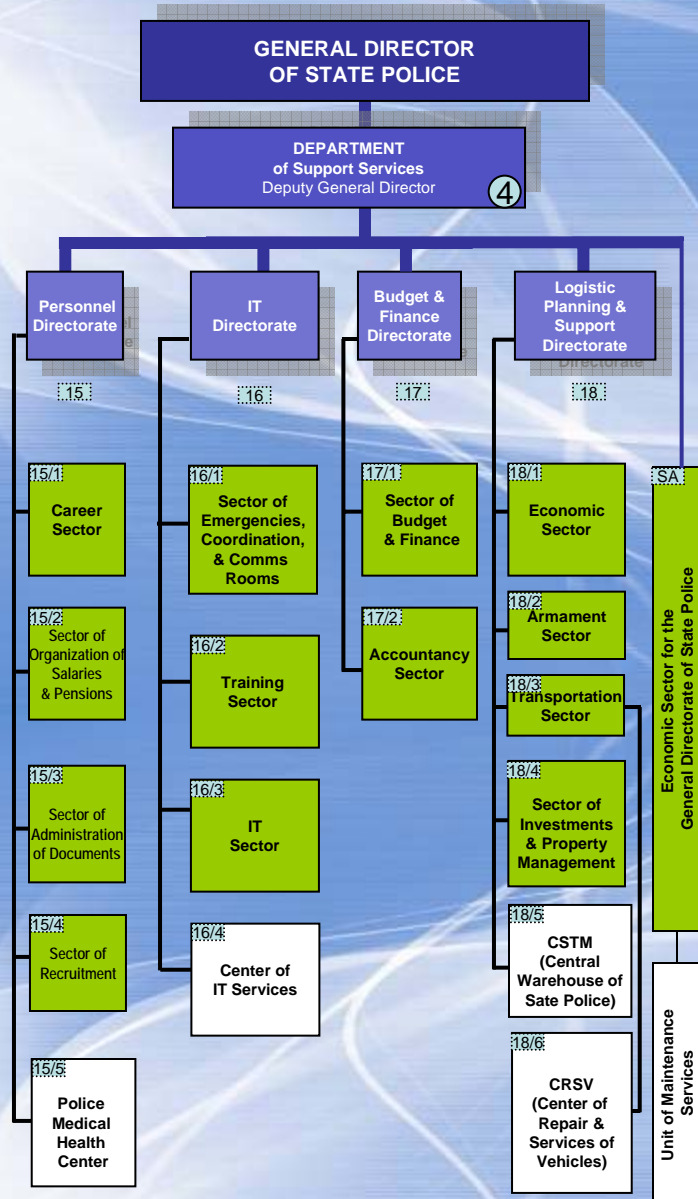 GENERAL DIRECTOR
OF STATE POLICE
DEPARTMENT
of Support Services
Deputy General Director
4
Personnel
Directorate
15
IT
Directorate
16
Budget &
Finance
Directorate
17
Logistic
Planning &
Support
Directorate
Directorate
18
15/1
Career
Sector
15/2
Sector of
Organization of
Salaries
& Pensions
15/3
Sector of
Administration
of Documents
15/4
Sector of
Recruitment
15/5
Police
Medical
Health
Center
16/1
Sector of
Emergencies,
Coordination,
& Comms
Rooms
16/2
Training
Sector
16/3
IT
Sector
16/4
Center of
IT Services
17/1
Sector of
Budget
& Finance
17/2
Accountancy
Sector
18/1
Economic
Sector
18/2
Armament
Sector
18/3
Transportation
Sector
18/4
Sector of
Investments
& Property
Management
18/5
CSTM
(Central
Warehouse of
Sate Police)
18/6
CRSV
(Center of
Repair &
Services of
Vehicles)
SA
Economic Sector for the
General Directorate of State Police
Unit of Maintenance
Services